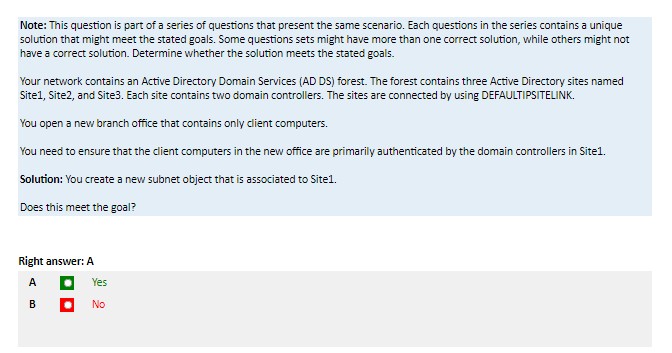 Note: This question is part of a series of questions that present the same scenario. Each questions in the series contains a unique
solution that might meet the stated goals. Some questions sets might have more than one correct solution, while others might not
have a correct solution. Determine whether the solution meets the stated goals.
Your network contains an Active Directory Domain Services (AD DS) forest. The forest contains three Active Directory sites named
Site1, Site2, and Site3. Each site contains two domain controllers. The sites are connected by using DEFAULTIPSITELINK.
You open a new branch office that contains only client computers.
You need to ensure that the client computers in the new office are primarily authenticated by the domain controllers in Site1.
Solution: You create a new subnet object that is associated to Site1.
Does this meet the goal?
Right answer: A
A Yes
B No